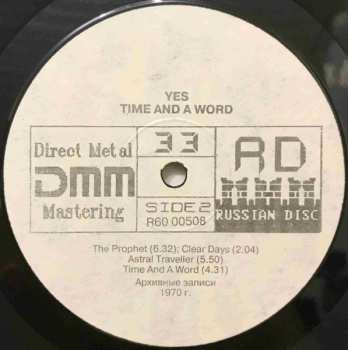 YES
TIME AND A WORD
Direct Metal
DMM
Mastering
33
SIDE 2
R60 00508
RD
RUSSIAN DISC
The Prophet (6.32); Clear Days (2.04)
Astral Traveller (5.50)
Time And A Word (4.31)
Архивные записи
1970 г.